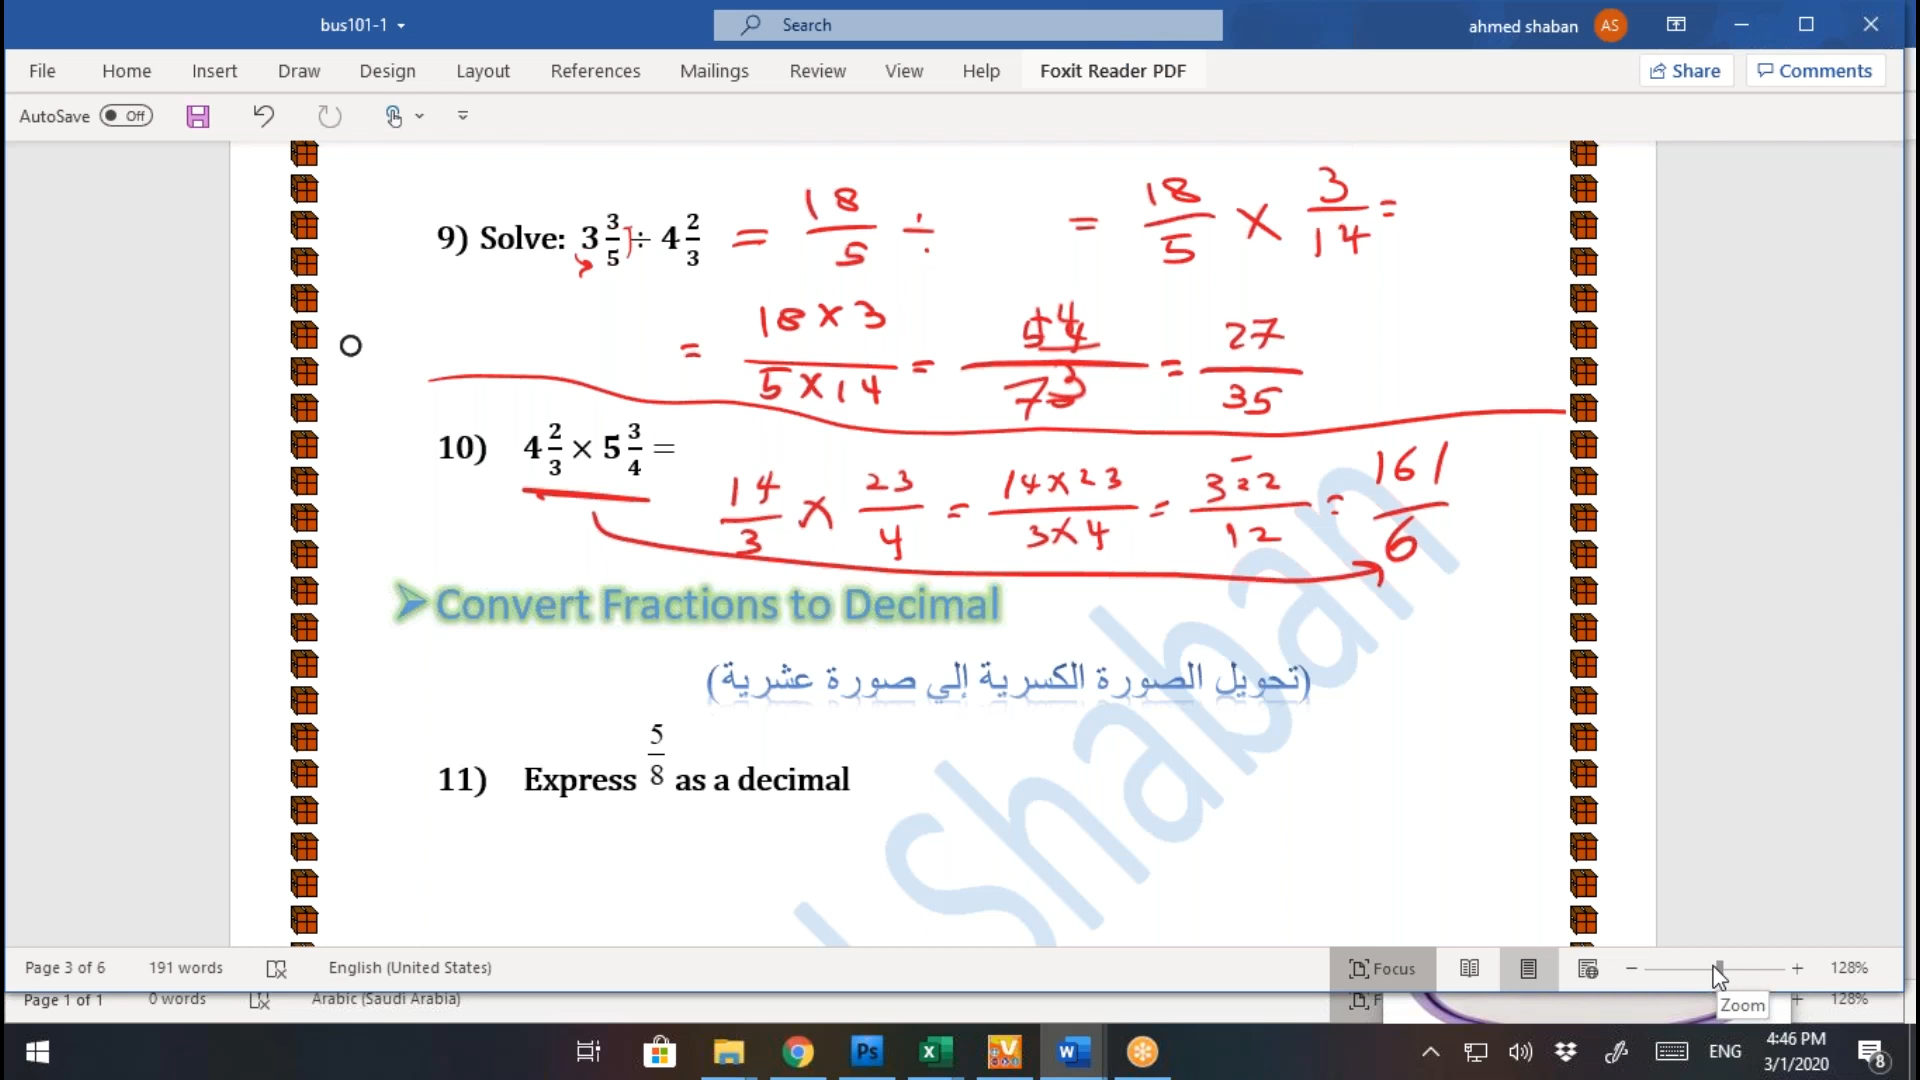 bus101-1
Search
ahmed shaban AS
File Home Insert Draw Design Layout References Mailings Review View Help Foxit Reader PDF Share Comments
AutoSave Off
9) Solve: 3 3/5 ÷ 4 2/3 = 18/5 ÷ = 18/5 × 3/14 =
= 18×3 / 5×14 = = 27/35
10) 4 2/3 × 5 3/4 =
14/3 × 23/4 = 14×23 / 3×4 = 322/12 = 161/6
Convert Fractions to Decimal
(تحويل الصورة الكسرية إلي صورة عشرية)
11) Express 5/8 as a decimal
Shaban
Page 3 of 6 191 words English (United States) Focus 128%
Page 1 of 1 0 words Arabic (Saudi Arabia) F 128%
Zoom
Ps ENG 4:46 PM
3/1/2020 8